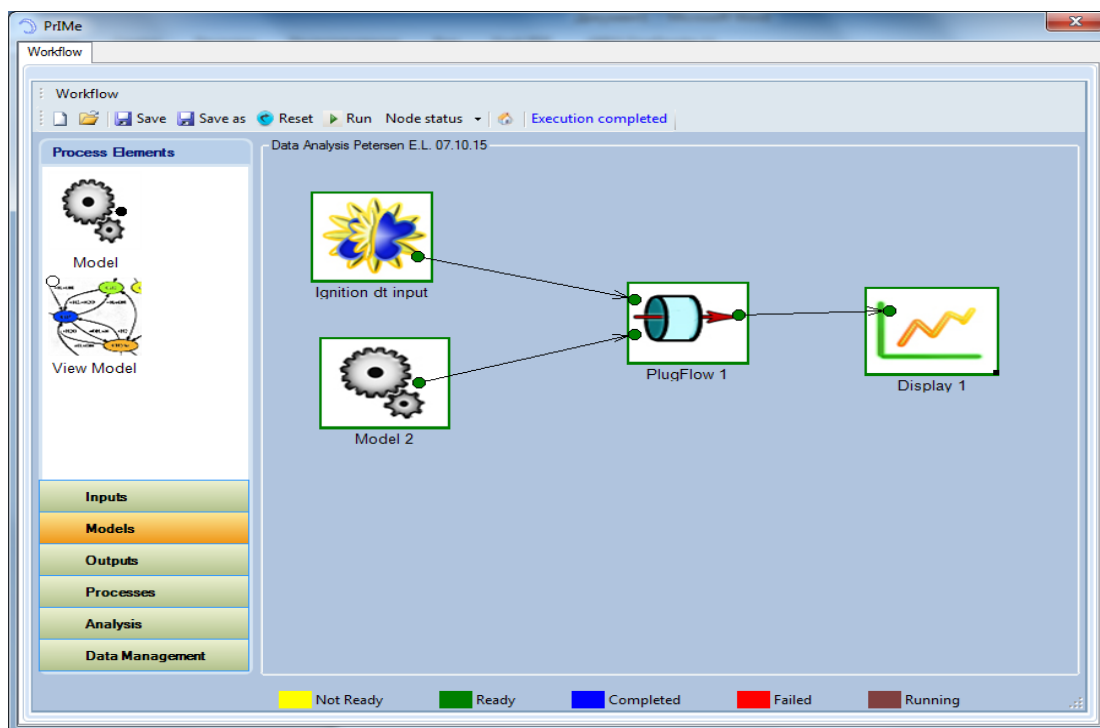 PrIMe
Workflow
Workflow
Save Save as Reset Run Node status Execution completed
Process Elements
Data Analysis Petersen E.L. 07.10.15
Model
View Model
Ignition dt input
Model 2
PlugFlow 1
Display 1
Inputs
Models
Outputs
Processes
Analysis
Data Management
Not Ready Ready Completed Failed Running